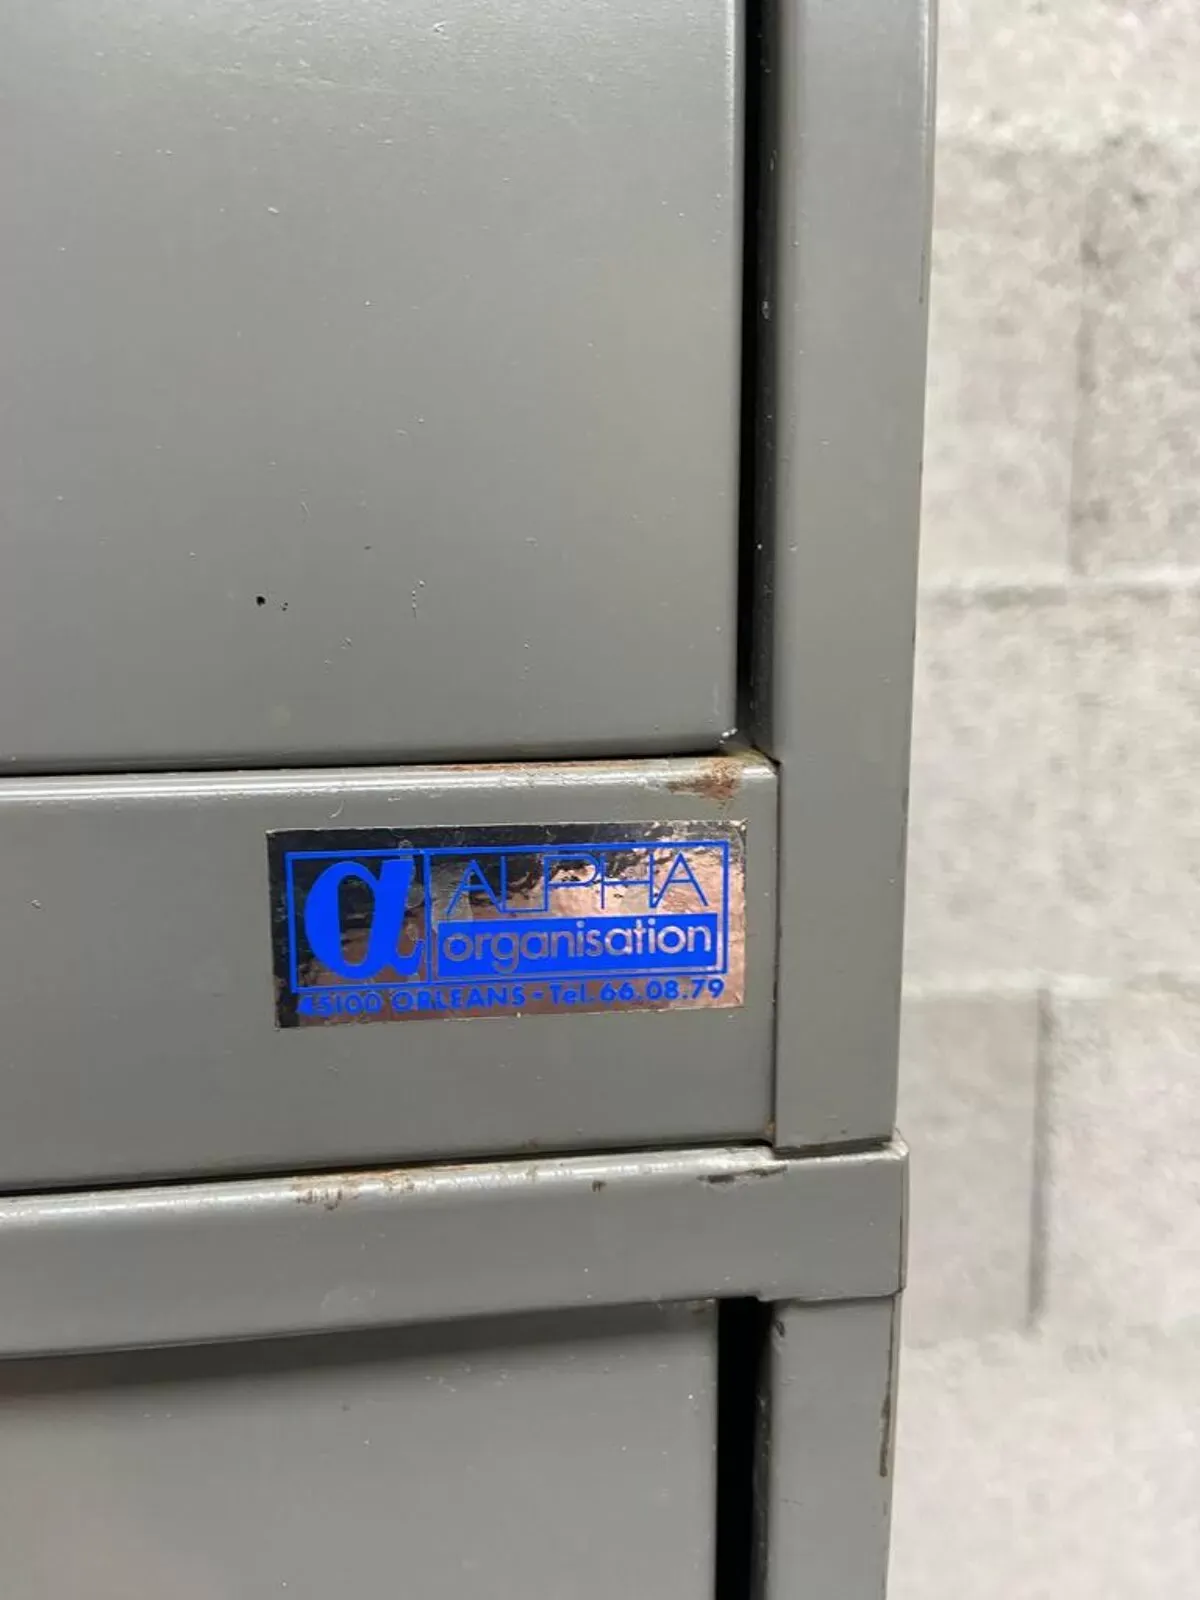 α ALPHA
organisation
45100 ORLEANS - Tel. 66.08.79